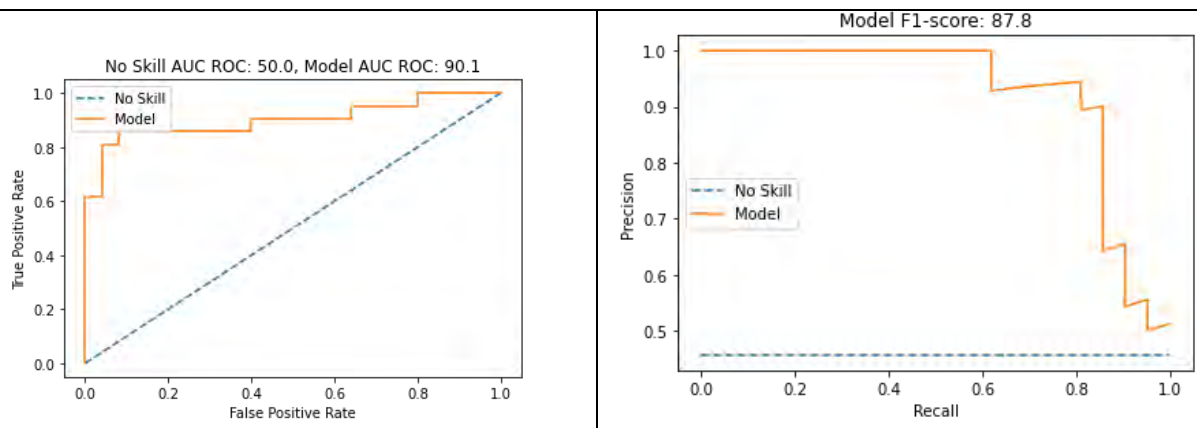 No Skill AUC ROC: 50.0, Model AUC ROC: 90.1
1.0
0.8
0.6
0.4
0.2
0.0
True Positive Rate
No Skill
Model
0.0 0.2 0.4 0.6 0.8 1.0
False Positive Rate
Model F1-score: 87.8
1.0
0.9
0.8
0.7
0.6
0.5
Precision
No Skill
Model
0.0 0.2 0.4 0.6 0.8 1.0
Recall